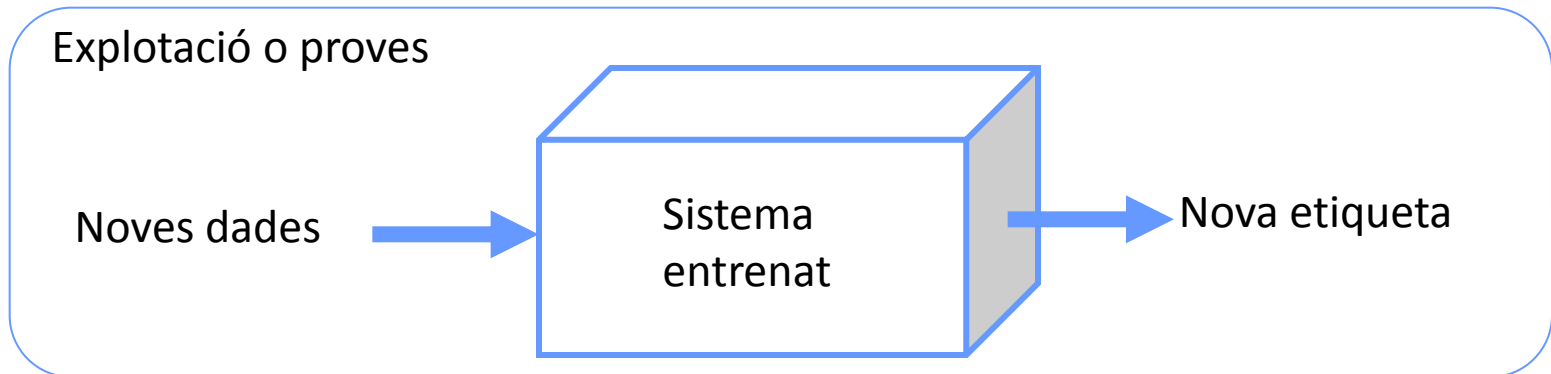 Explotació o proves
Noves dades
Sistema
entrenat
Nova etiqueta